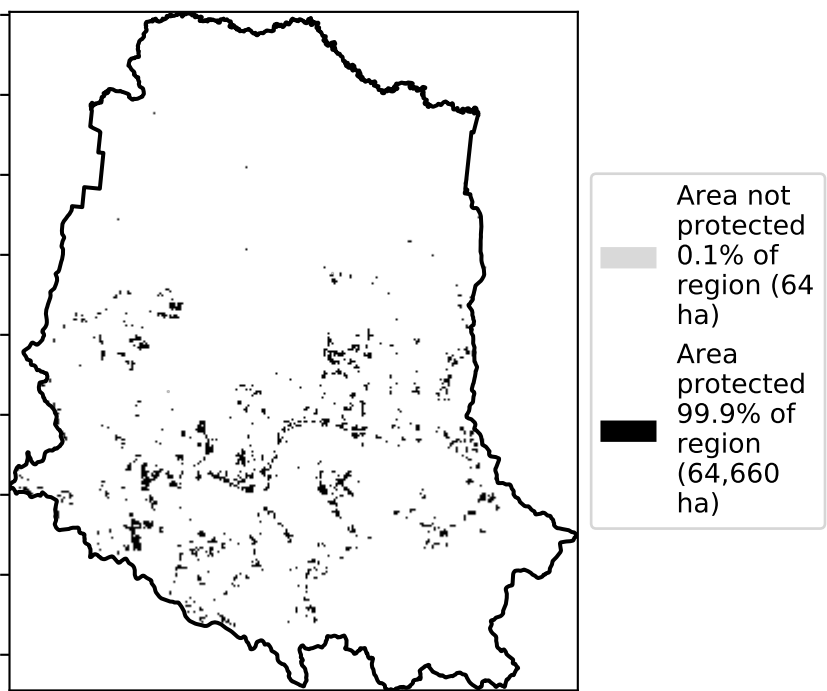 Area not
protected
0.1% of
region (64
ha)
Area
protected
99.9% of
region
(64,660
ha)